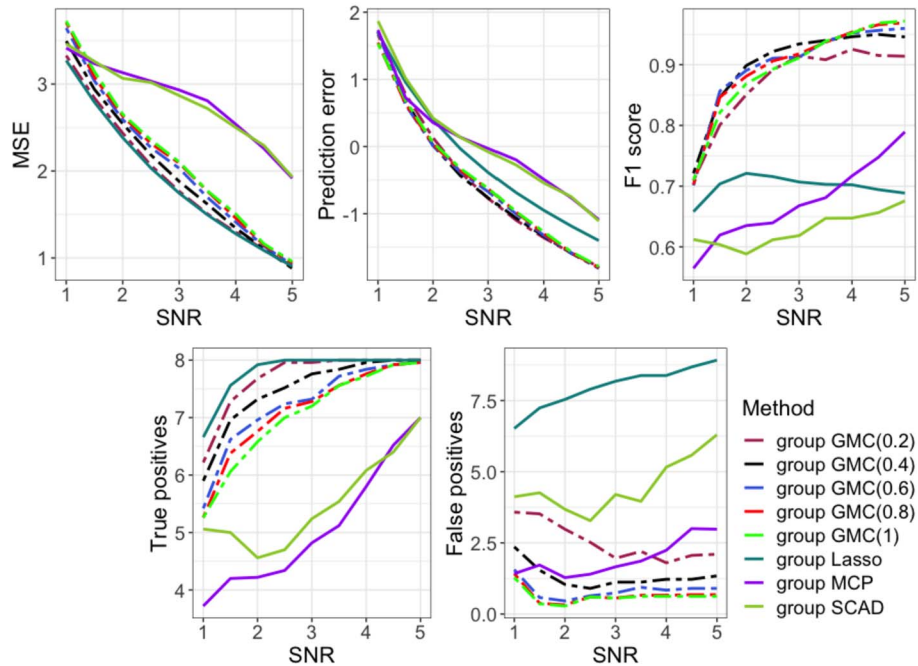 MSE
3
2
1
1 2 3 4 5
SNR
Prediction error
2
1
0
-1
1 2 3 4 5
SNR
F1 score
0.9
0.8
0.7
0.6
1 2 3 4 5
SNR
True positives
8
7
6
5
4
1 2 3 4 5
SNR
False positives
7.5
5.0
2.5
0.0
1 2 3 4 5
SNR
Method
group GMC(0.2)
group GMC(0.4)
group GMC(0.6)
group GMC(0.8)
group GMC(1)
group Lasso
group MCP
group SCAD